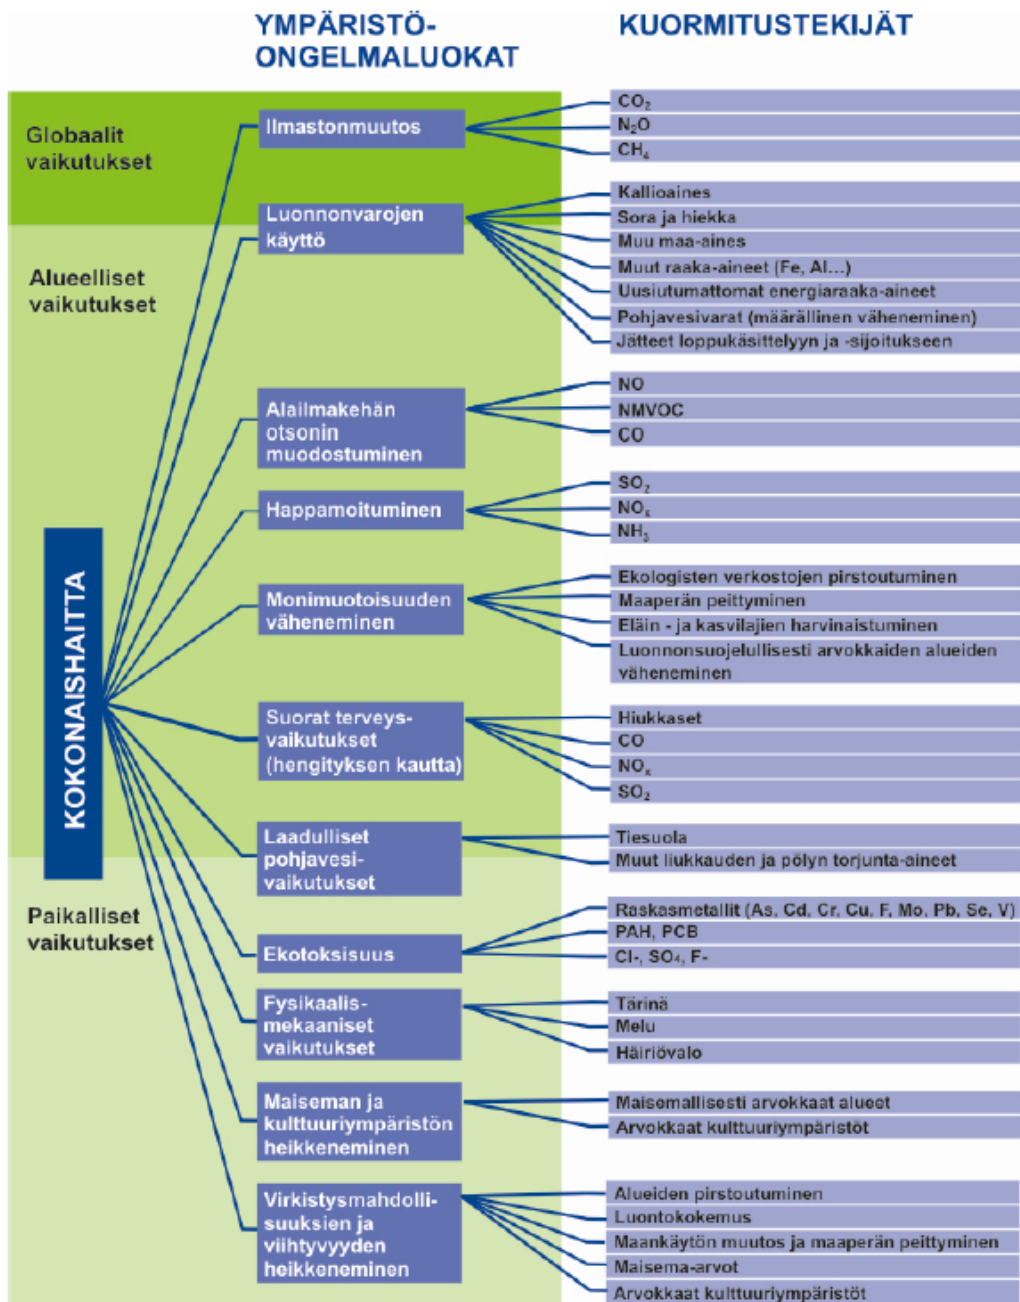 YMPÄRISTÖ-
ONGELMALUOKAT
KUORMITUSTEKIJÄT
Globaalit
vaikutukset
Alueelliset
vaikutukset
Paikalliset
vaikutukset
KOKONAISHAITTA
Ilmastonmuutos
CO₂
N₂O
CH₄
Luonnonvarojen
käyttö
Kallioaines
Sora ja hiekka
Muu maa-aines
Muut raaka-aineet (Fe, Al...)
Uusiutumattomat energiaraaka-aineet
Pohjavesivarat (määrällinen väheneminen)
Jätteet loppukäsittelyyn ja -sijoitukseen
Alailmakehän
otsonin
muodostuminen
NO
NMVOC
CO
Happamoituminen
SO₂
NOₓ
NH₃
Monimuotoisuuden
väheneminen
Ekologisten verkostojen pirstoutuminen
Maaperän peittyminen
Eläin - ja kasvilajien harvinaistuminen
Luonnonsuojelullisesti arvokkaiden alueiden
väheneminen
Suorat terveys-
vaikutukset
(hengityksen kautta)
Hiukkaset
CO
NOₓ
SO₂
Laadulliset
pohjavesi-
vaikutukset
Tiesuola
Muut liukkauden ja pölyn torjunta-aineet
Ekotoksisuus
Raskasmetallit (As, Cd, Cr, Cu, F, Mo, Pb, Se, V)
PAH, PCB
Cl-, SO₄, F-
Fysikaalis-
mekaaniset
vaikutukset
Tärinä
Melu
Häiriövalo
Maiseman ja
kulttuuriympäristön
heikkeneminen
Maisemallisesti arvokkaat alueet
Arvokkaat kulttuuriympäristöt
Virkistysmahdolli-
suuksien ja
viihtyvyyden
heikkeneminen
Alueiden pirstoutuminen
Luontokokemus
Maankäytön muutos ja maaperän peittyminen
Maisema-arvot
Arvokkaat kulttuuriympäristöt